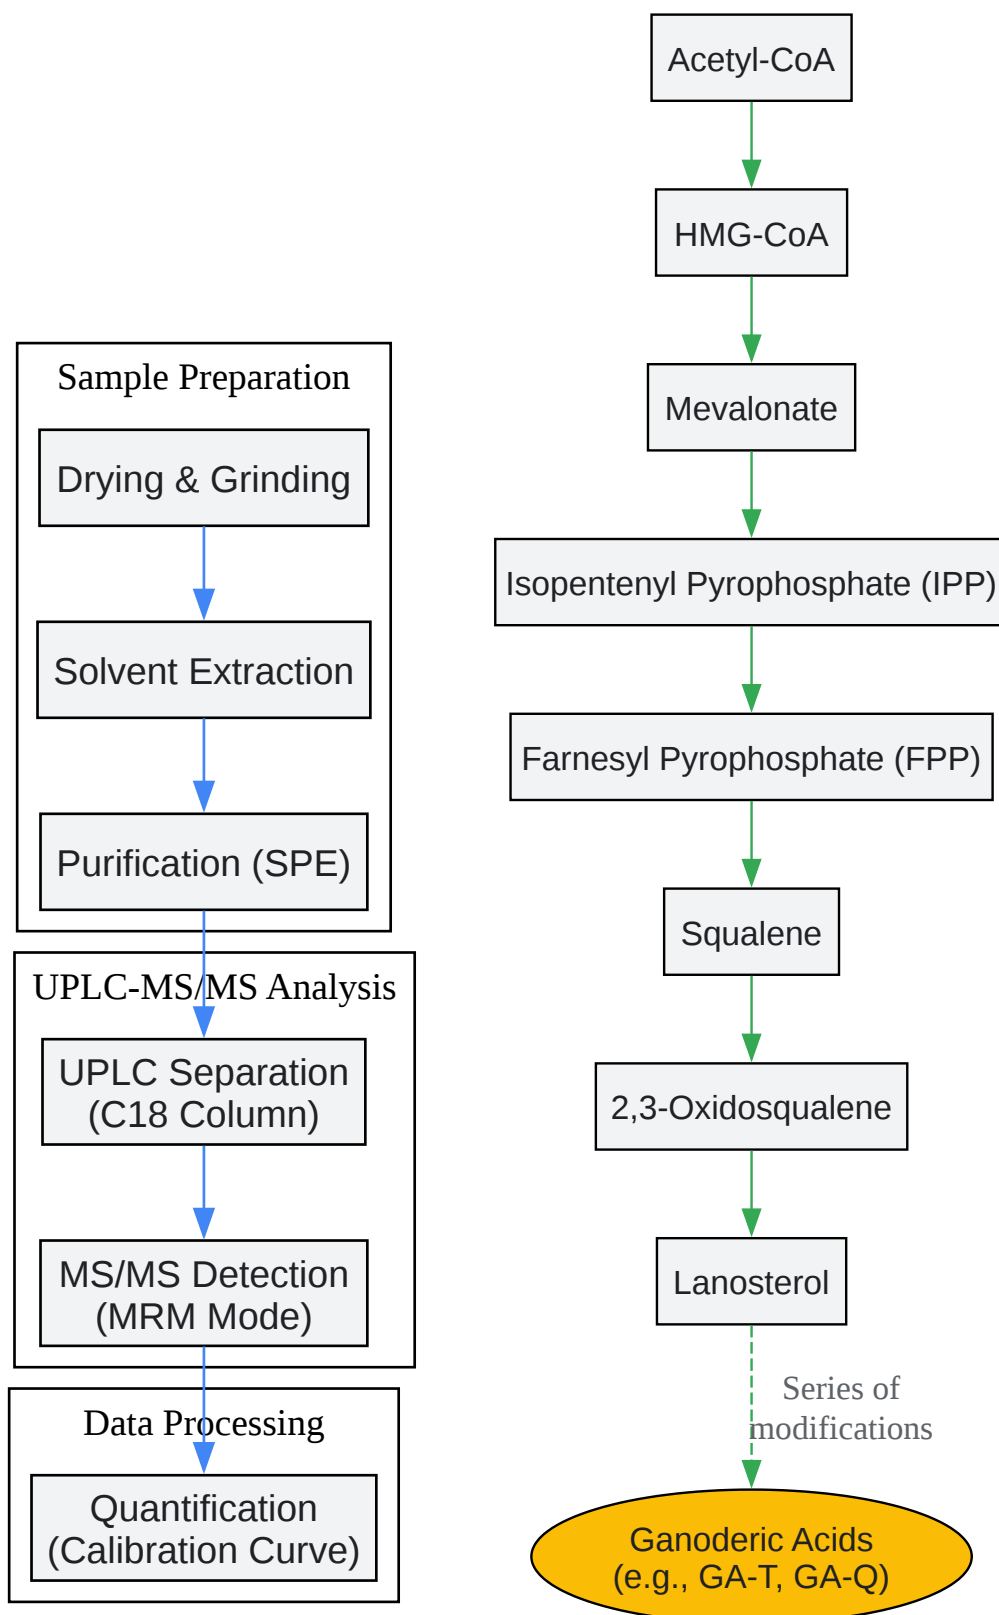 Sample Preparation
Drying & Grinding
Solvent Extraction
Purification (SPE)
UPLC-MS/MS Analysis
UPLC Separation
(C18 Column)
MS/MS Detection
(MRM Mode)
Data Processing
Quantification
(Calibration Curve)
Acetyl-CoA
HMG-CoA
Mevalonate
Isopentenyl Pyrophosphate (IPP)
Farnesyl Pyrophosphate (FPP)
Squalene
2,3-Oxidosqualene
Lanosterol
Series of
modifications
Ganoderic Acids
(e.g., GA-T, GA-Q)